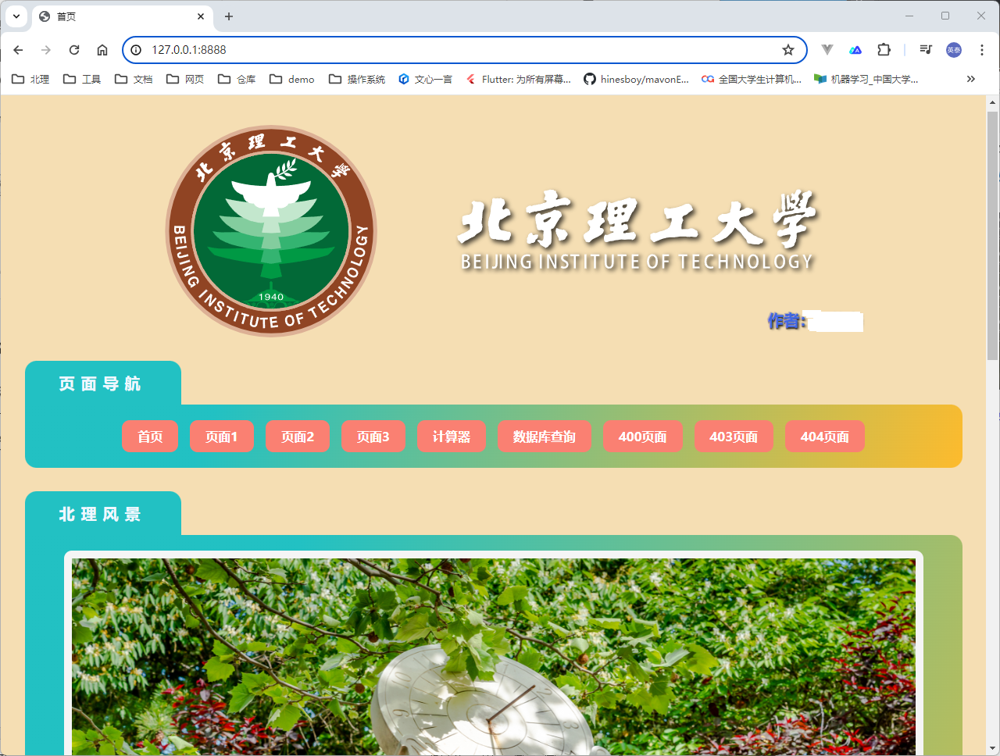 首页
127.0.0.1:8888
北理 工具 文档 网页 仓库 demo 操作系统 文心一言 Flutter: 为所有屏幕... hinesboy/mavonE... 全国大学生计算机... 机器学习_中国大学...
英泰
北京理工大學
BEIJING INSTITUTE OF TECHNOLOGY
1940
北京理工大學
BEIJING INSTITUTE OF TECHNOLOGY
作者:
页面导航
首页 页面1 页面2 页面3 计算器 数据库查询 400页面 403页面 404页面
北理风景